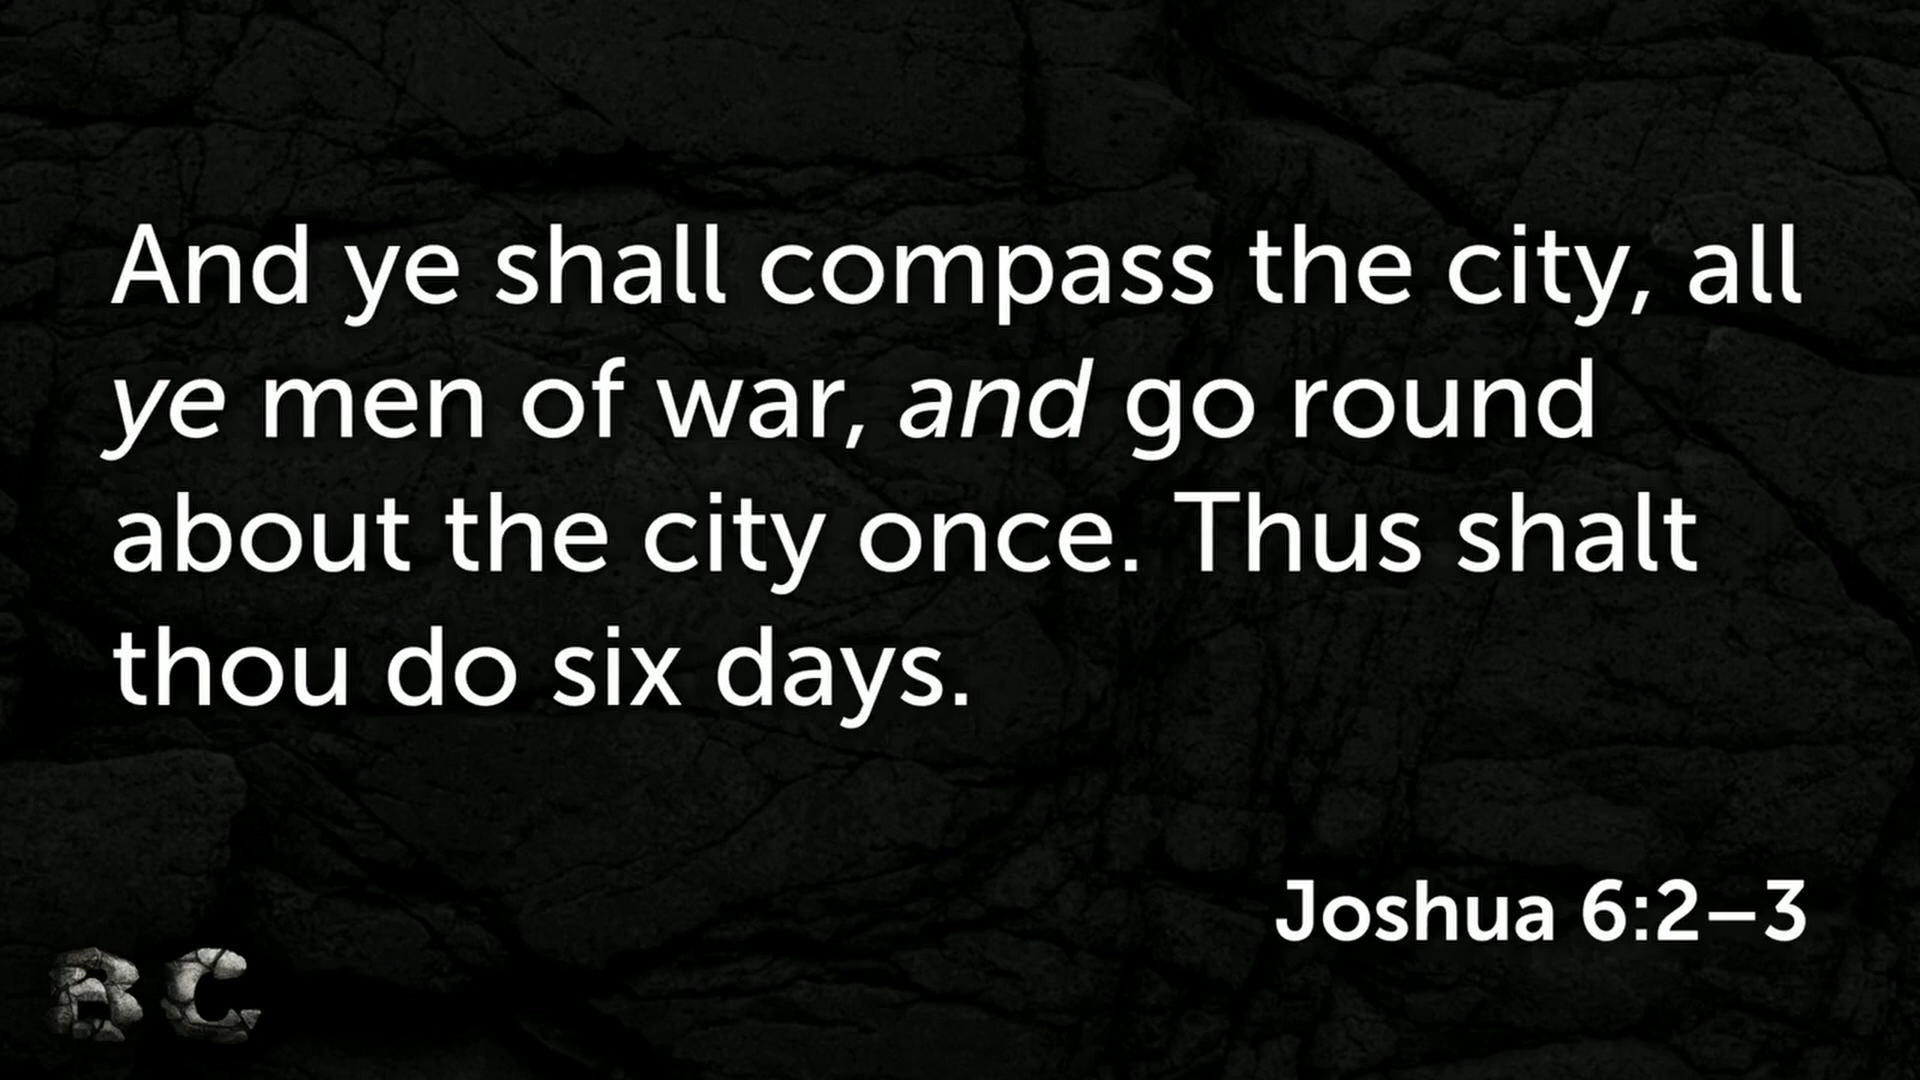 And ye shall compass the city, all
ye men of war, and go round
about the city once. Thus shalt
thou do six days.
Joshua 6:2–3
BC